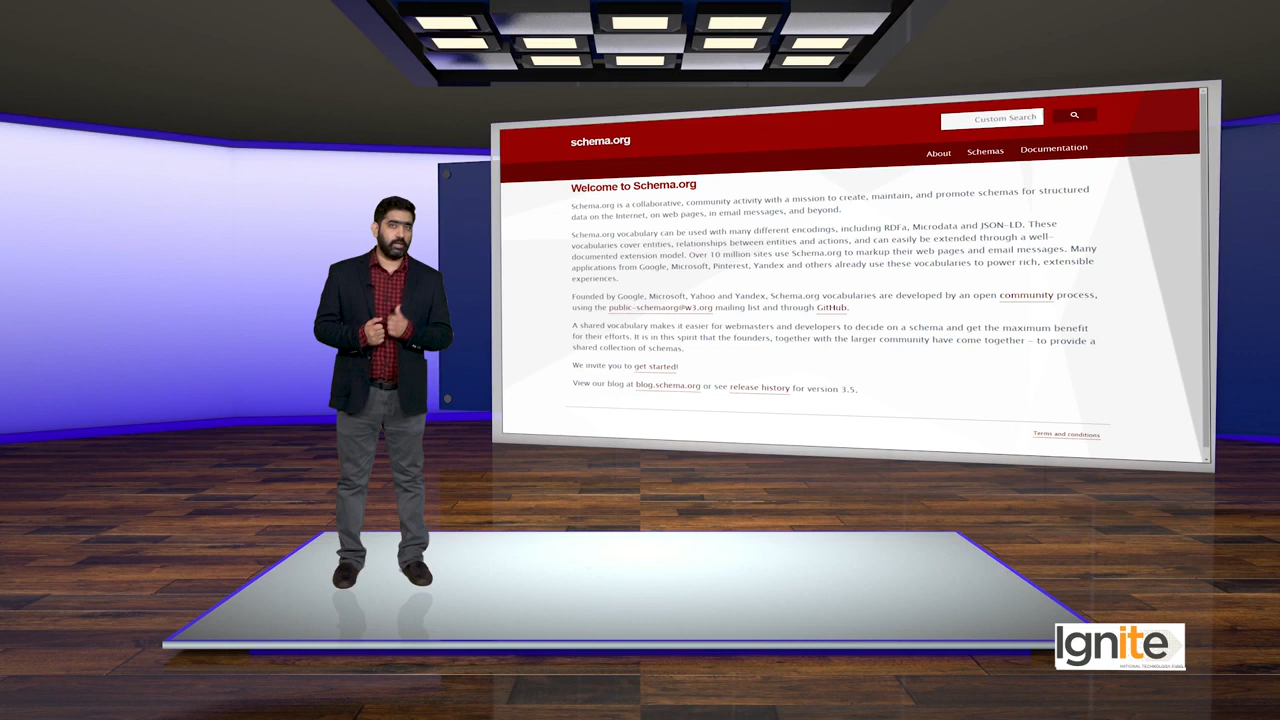 schema.org
Custom Search
About Schemas Documentation
Welcome to Schema.org
Schema.org is a collaborative, community activity with a mission to create, maintain, and promote schemas for structured
data on the Internet, on web pages, in email messages, and beyond.
Schema.org vocabulary can be used with many different encodings, including RDFa, Microdata and JSON-LD. These
vocabularies cover entities, relationships between entities and actions, and can easily be extended through a well-
documented extension model. Over 10 million sites use Schema.org to markup their web pages and email messages. Many
applications from Google, Microsoft, Pinterest, Yandex and others already use these vocabularies to power rich, extensible
experiences.
Founded by Google, Microsoft, Yahoo and Yandex, Schema.org vocabularies are developed by an open community process,
using the public-schemaorg@w3.org mailing list and through GitHub.
A shared vocabulary makes it easier for webmasters and developers to decide on a schema and get the maximum benefit
for their efforts. It is in this spirit that the founders, together with the larger community have come together - to provide a
shared collection of schemas.
We invite you to get started!
View our blog at blog.schema.org or see release history for version 3.5.
Terms and conditions
Ignite
NATIONAL TECHNOLOGY FUND